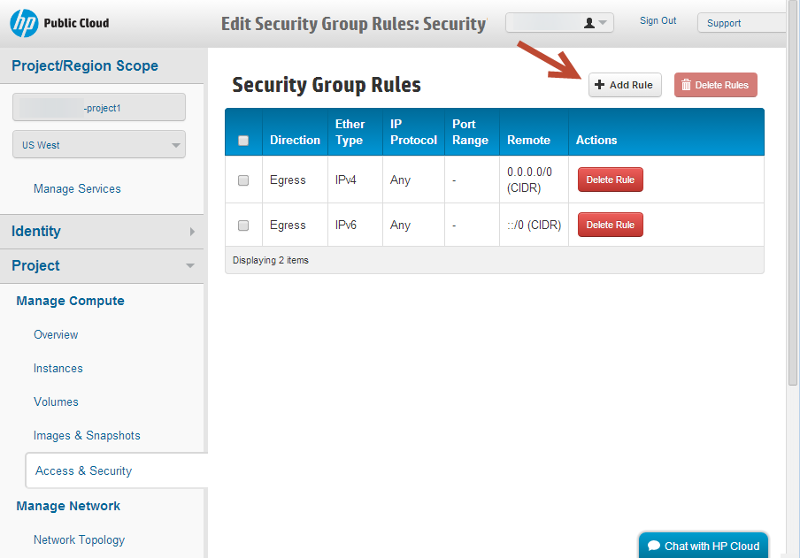 hp Public Cloud
Edit Security Group Rules: Security
Sign Out
Support
Project/Region Scope
-project1
US West
Manage Services
Identity
Project
Manage Compute
Overview
Instances
Volumes
Images & Snapshots
Access & Security
Manage Network
Network Topology
Security Group Rules
+ Add Rule
Delete Rules
Direction Ether Type IP Protocol Port Range Remote Actions
Egress IPv4 Any - 0.0.0.0/0 (CIDR) Delete Rule
Egress IPv6 Any - ::/0 (CIDR) Delete Rule
Displaying 2 items
Chat with HP Cloud